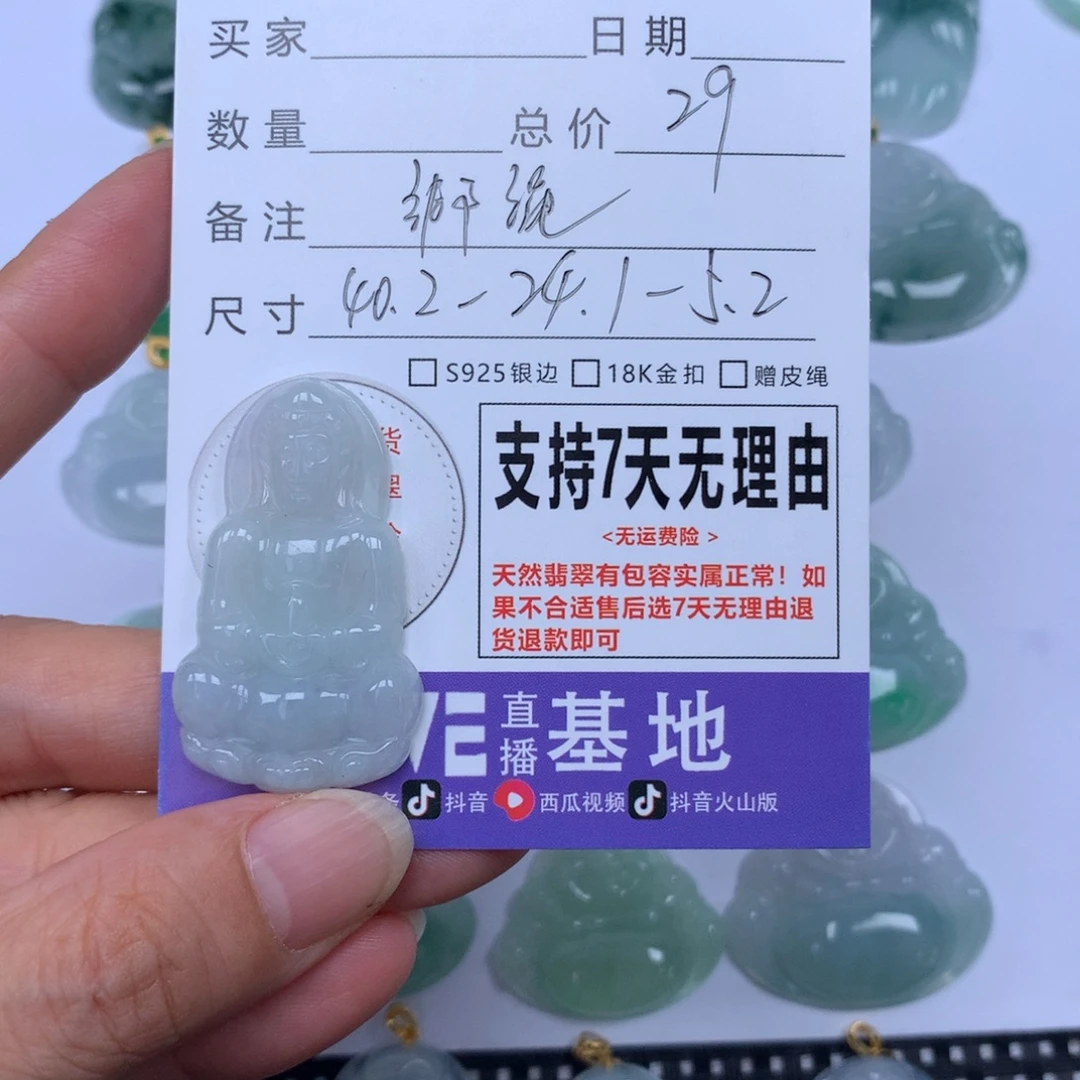 买家 日期
数量 总价 29
备注
尺寸 40.2-24.1-5.2
S925银边 18K金扣 赠皮绳
货
支持7天无理由
<无运费险>
天然翡翠有包容实属正常！如
果不合适售后选7天无理由退
货退款即可
VE 直播 基地
条 抖音 西瓜视频 抖音火山版